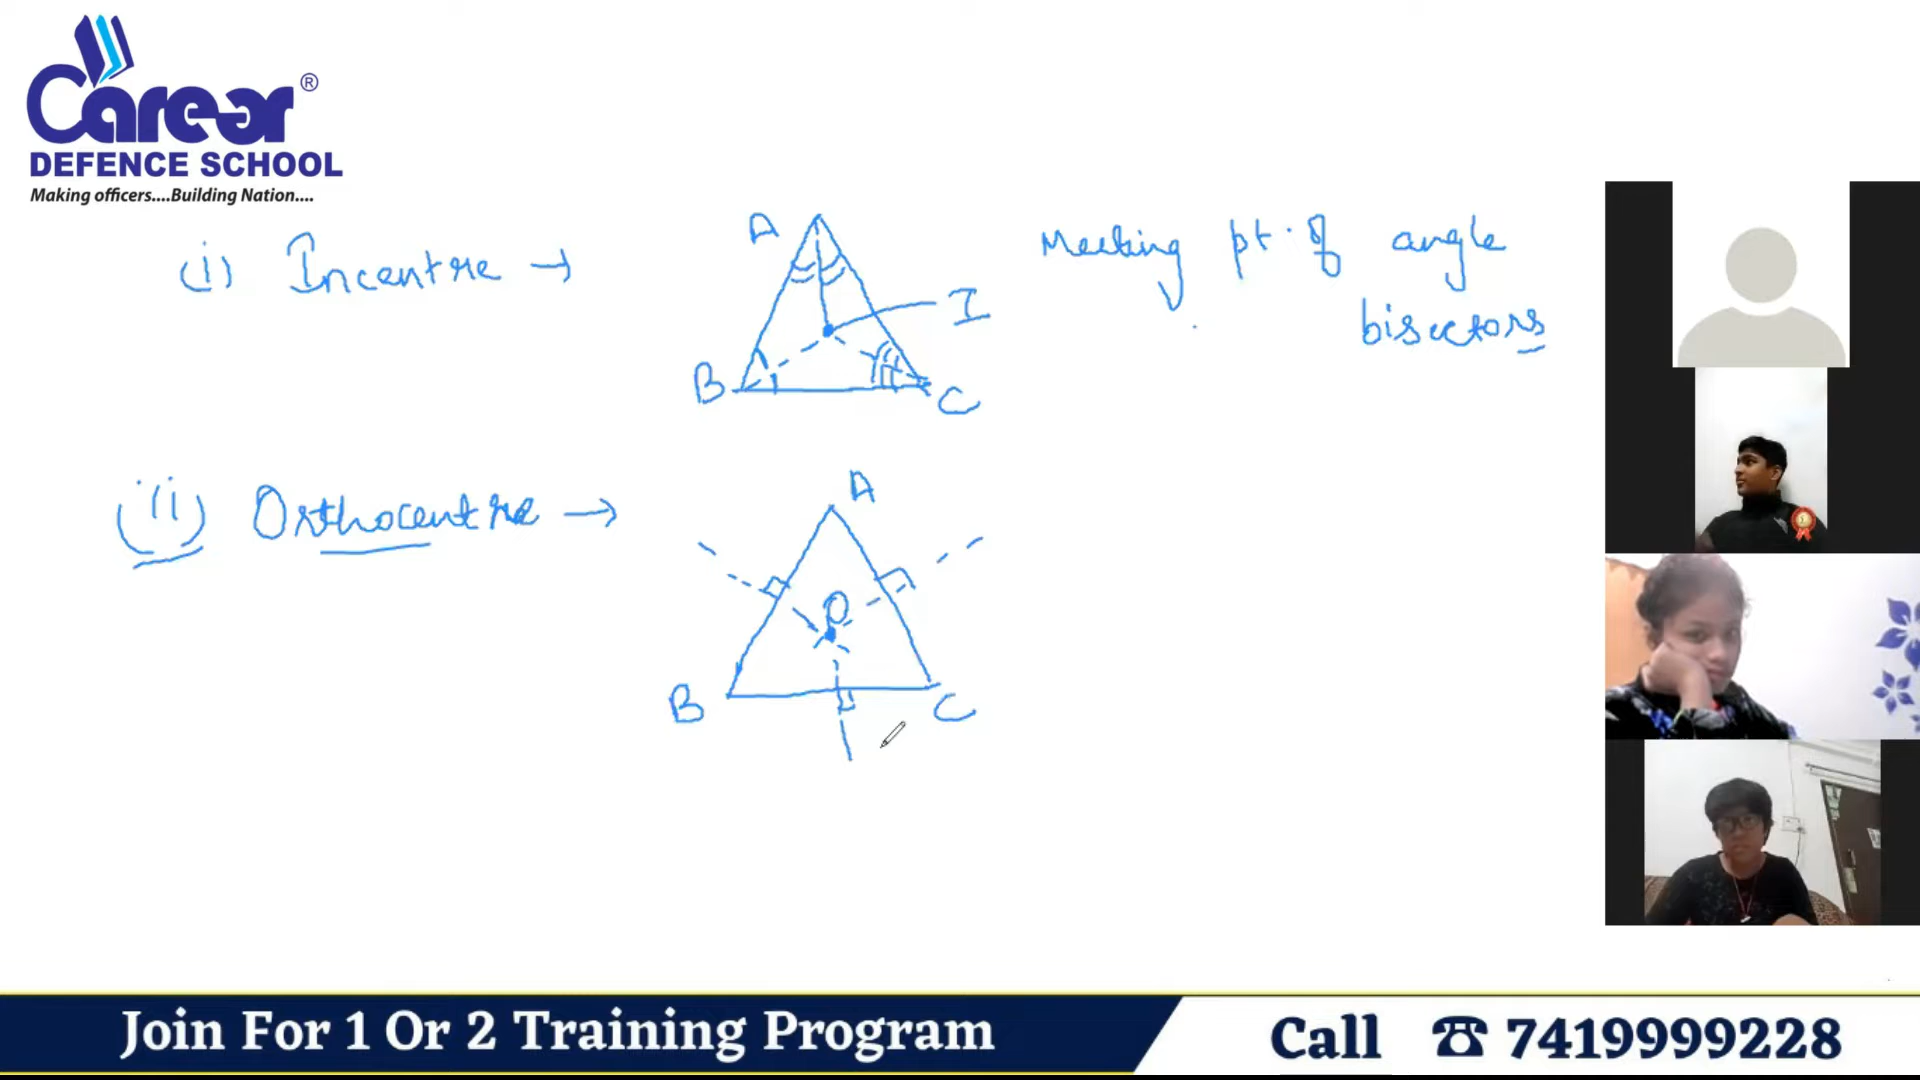 Carear®
DEFENCE SCHOOL
Making officers....Building Nation....
(i) Incentre →
A
B
C
I
Meeting pt. of angle
bisectors
(ii) Orthocentre →
A
O
B
C
Join For 1 Or 2 Training Program
Call ☎ 7419999228